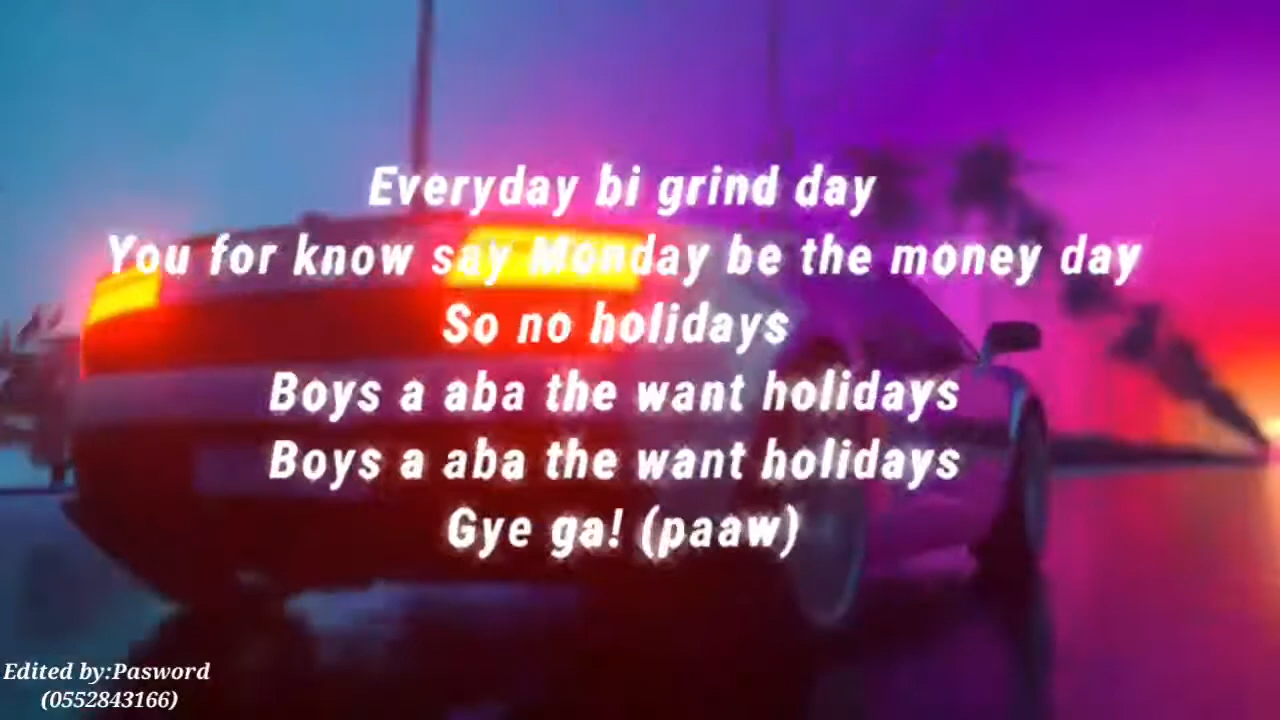 Everyday bi grind day
You for know say Monday be the money day
So no holidays
Boys a aba the want holidays
Boys a aba the want holidays
Gye ga! (paaw)
Edited by:Pasword
(0552843166)